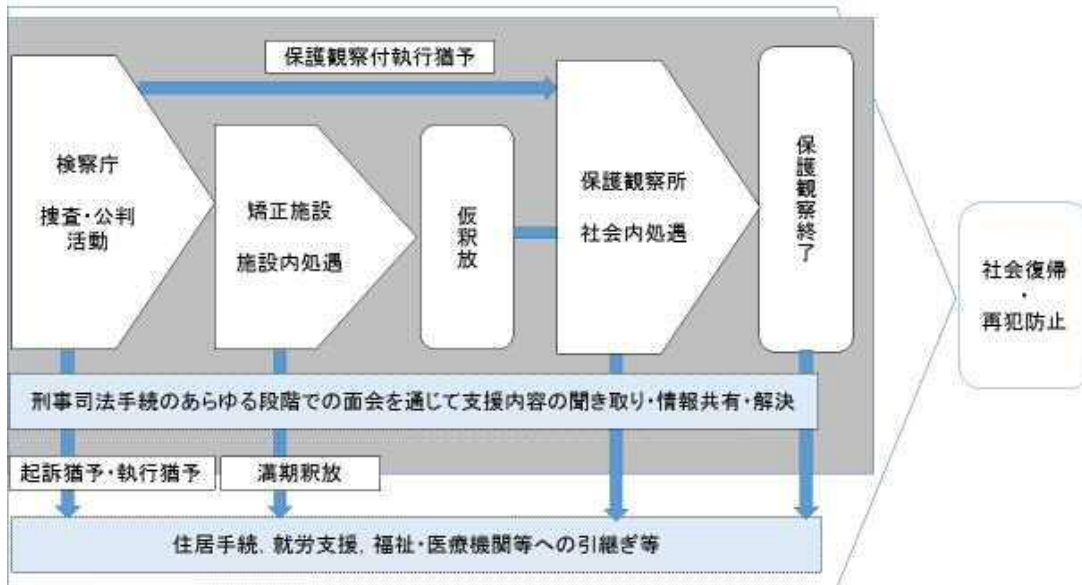 保護観察付執行猶予
検察庁
捜査・公判
活動
矯正施設
施設内処遇
仮釈放
保護観察所
社会内処遇
保護観察終了
社会復帰
・
再犯防止
刑事司法手続のあらゆる段階での面会を通じて支援内容の聞き取り・情報共有・解決
起訴猶予・執行猶予
満期釈放
住居手続，就労支援，福祉・医療機関等への引継ぎ等